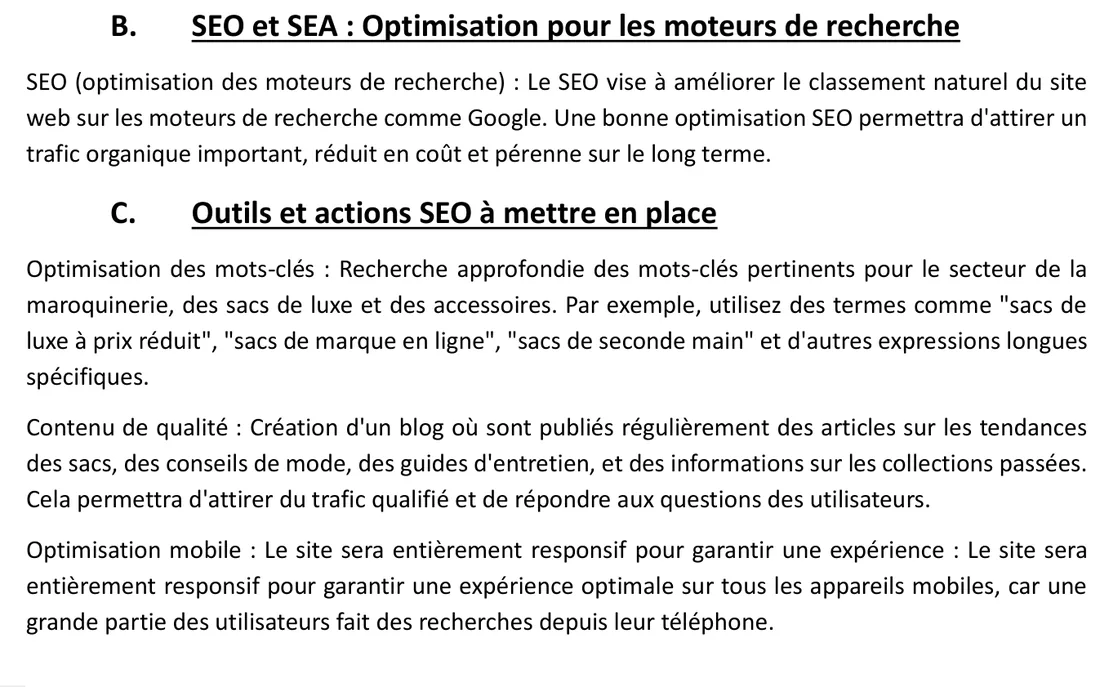 B. SEO et SEA : Optimisation pour les moteurs de recherche
SEO (optimisation des moteurs de recherche) : Le SEO vise à améliorer le classement naturel du site
web sur les moteurs de recherche comme Google. Une bonne optimisation SEO permettra d'attirer un
trafic organique important, réduit en coût et pérenne sur le long terme.
C. Outils et actions SEO à mettre en place
Optimisation des mots-clés : Recherche approfondie des mots-clés pertinents pour le secteur de la
maroquinerie, des sacs de luxe et des accessoires. Par exemple, utilisez des termes comme "sacs de
luxe à prix réduit", "sacs de marque en ligne", "sacs de seconde main" et d'autres expressions longues
spécifiques.
Contenu de qualité : Création d'un blog où sont publiés régulièrement des articles sur les tendances
des sacs, des conseils de mode, des guides d'entretien, et des informations sur les collections passées.
Cela permettra d'attirer du trafic qualifié et de répondre aux questions des utilisateurs.
Optimisation mobile : Le site sera entièrement responsif pour garantir une expérience : Le site sera
entièrement responsif pour garantir une expérience optimale sur tous les appareils mobiles, car une
grande partie des utilisateurs fait des recherches depuis leur téléphone.